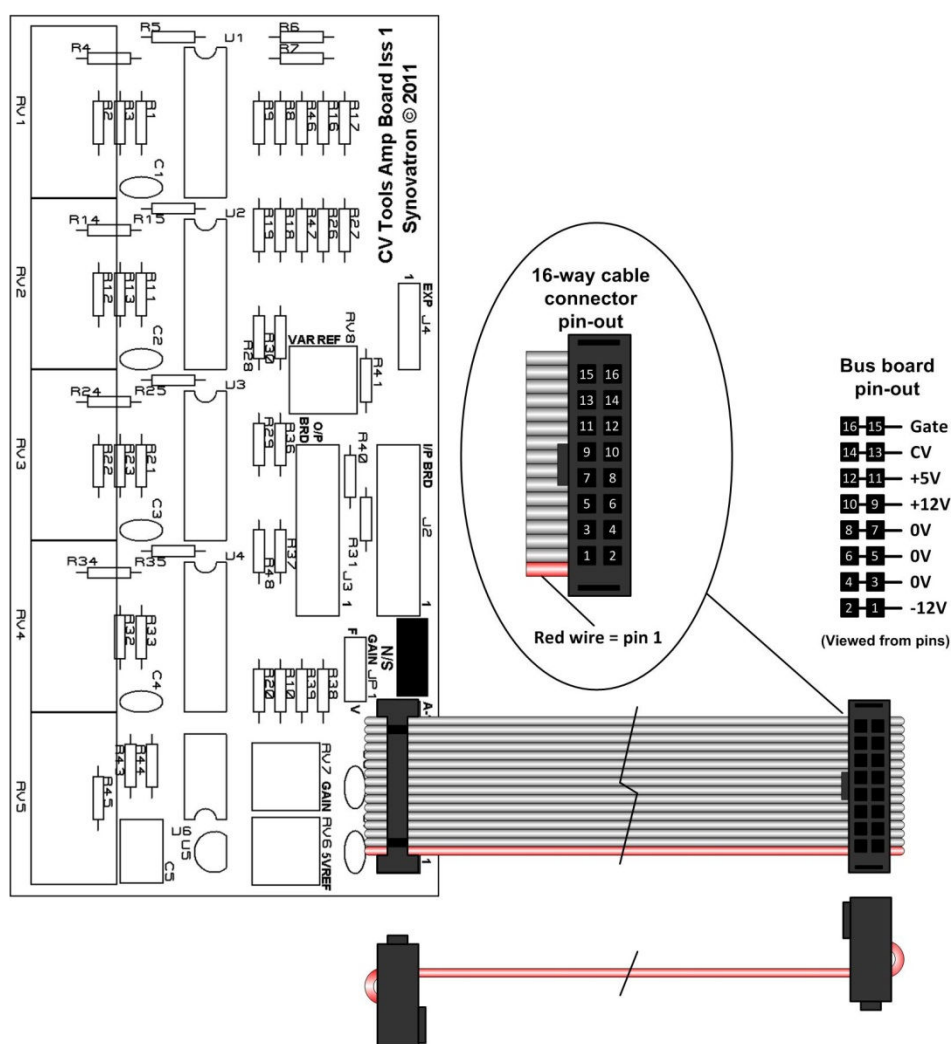 R5
U1
R6
R4
R7
RV1
R2
R3
R1
R9
R8
R46
R16
R17
CV Tools Amp Board Iss 1
Synovatron © 2011
C1
U2
R14
R15
RV2
R12
R13
R11
R19
R18
R47
R26
R27
1
EXP
J4
C2
R28
R30
VAR REF
RV8
R41
U3
R24
R25
RV3
R22
R23
R21
R29
R36
O/P
BRD
R40
I/P BRD
J2
C3
U4
R34
R35
R48
R37
J3
1
R31
1
RV4
R32
R33
F
GAIN
JP1
V
N/S
C4
R20
R10
R39
R38
A-
RV5
R43
R44
R45
RV7
GAIN
U6
U5
C5
RV6
5VREF
1
16-way cable
connector
pin-out
15 16
13 14
11 12
9 10
7 8
5 6
3 4
1 2
Red wire = pin 1
Bus board
pin-out
16 15 Gate
14 13 CV
12 11 +5V
10 9 +12V
8 7 0V
6 5 0V
4 3 0V
2 1 -12V
(Viewed from pins)